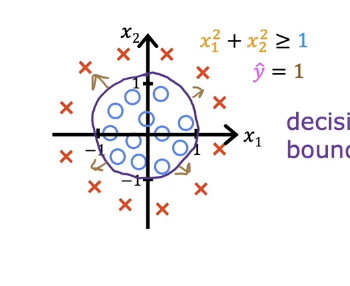 x₂
x₁² + x₂² ≥ 1
ŷ = 1
1
x₁
−1
1
−1
decisi
bound